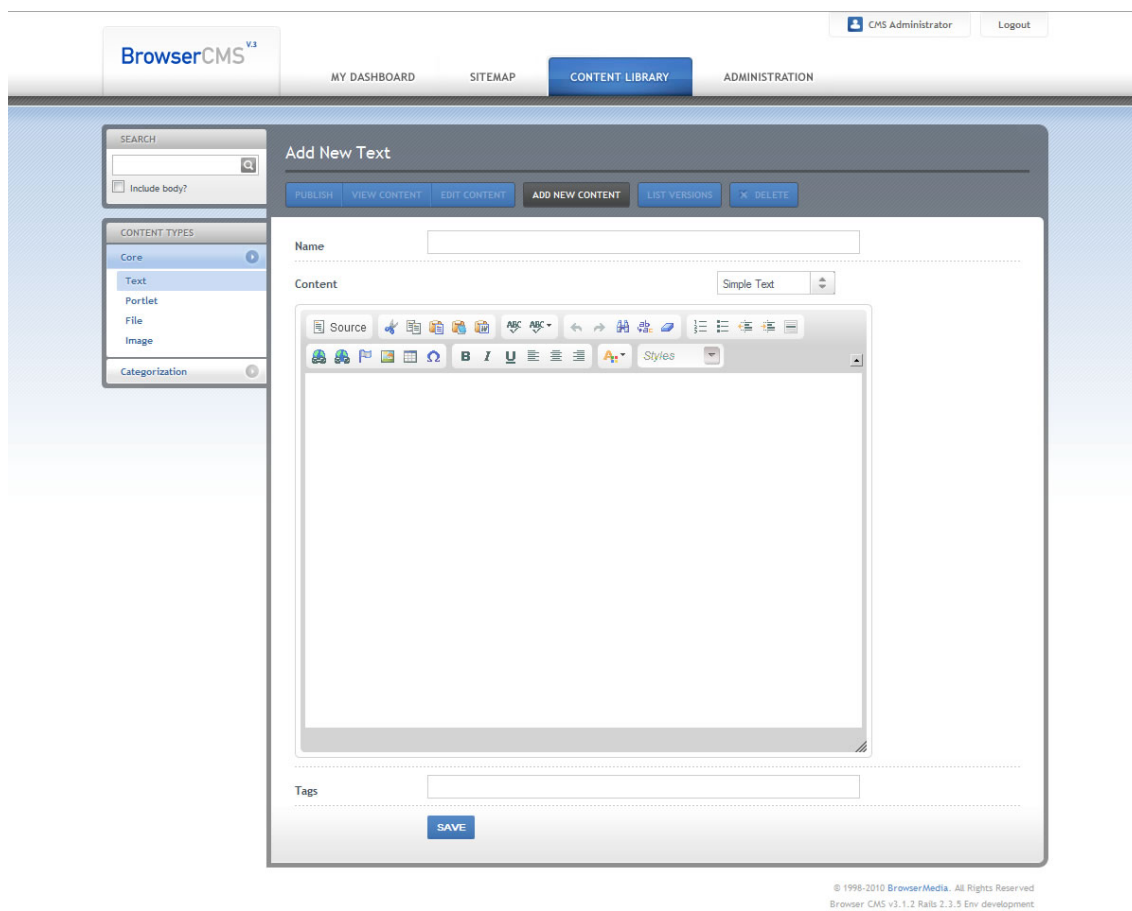 CMS Administrator Logout
BrowserCMS V.3
MY DASHBOARD SITEMAP CONTENT LIBRARY ADMINISTRATION
SEARCH
Include body?
CONTENT TYPES
Core
Text
Portlet
File
Image
Categorization
Add New Text
PUBLISH VIEW CONTENT EDIT CONTENT ADD NEW CONTENT LIST VERSIONS × DELETE
Name
Content Simple Text
Source ABC ABC
B I U A Styles
Tags
SAVE
© 1998-2010 BrowserMedia. All Rights Reserved
Browser CMS v3.1.2 Rails 2.3.5 Env development